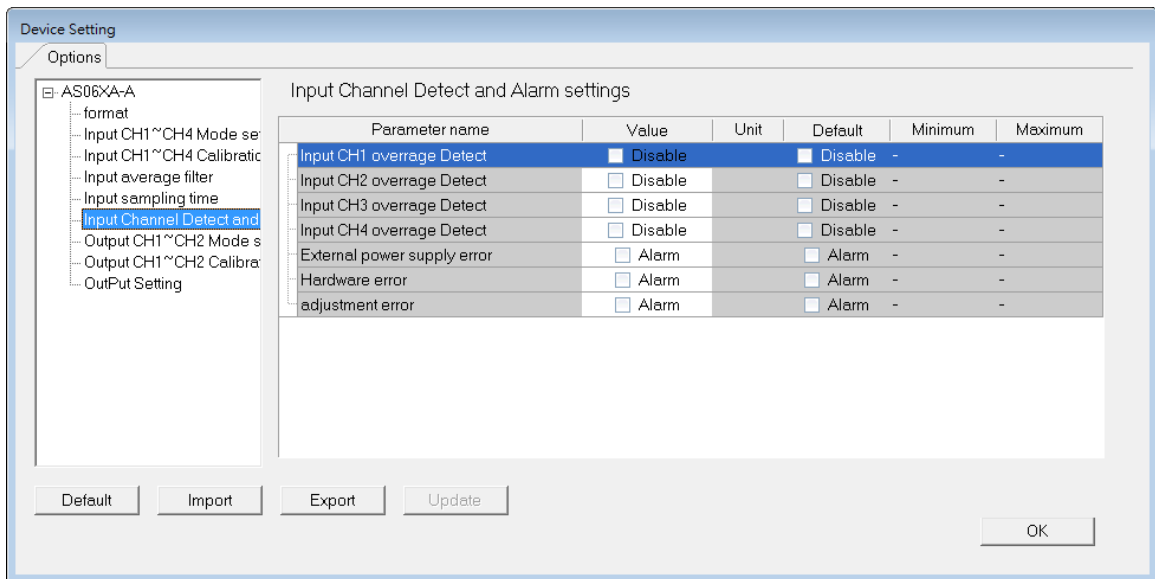 Device Setting
Options
AS06XA-A
format
Input CH1~CH4 Mode se
Input CH1~CH4 Calibratic
Input average filter
Input sampling time
Input Channel Detect and
Output CH1~CH2 Mode s
Output CH1~CH2 Calibra
OutPut Setting
Input Channel Detect and Alarm settings
Parameter name Value Unit Default Minimum Maximum
Input CH1 overrage Detect Disable Disable - -
Input CH2 overrage Detect Disable Disable - -
Input CH3 overrage Detect Disable Disable - -
Input CH4 overrage Detect Disable Disable - -
External power supply error Alarm Alarm - -
Hardware error Alarm Alarm - -
adjustment error Alarm Alarm - -
Default Import Export Update
OK